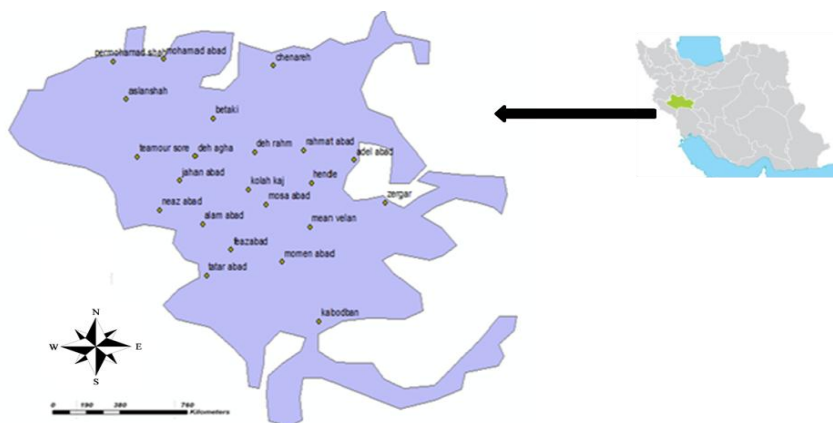 permohamad shah
mohamad abad
chenareh
aslanshah
betaki
teamour sore
deh agha
deh rahm
rahmat abad
adel abad
jahan abad
kolah kaj
hendle
mosa abad
zergar
neaz abad
alam abad
mean velan
feazabad
momen abad
tatar abad
kabodban
N
W
E
S
0 190 380 760
Kilometers